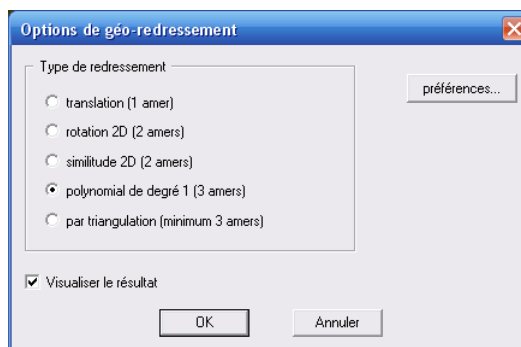 Options de géo-redressement
Type de redressement
préférences...
translation (1 amer)
rotation 2D (2 amers)
similitude 2D (2 amers)
polynomial de degré 1 (3 amers)
par triangulation (minimum 3 amers)
Visualiser le résultat
OK
Annuler